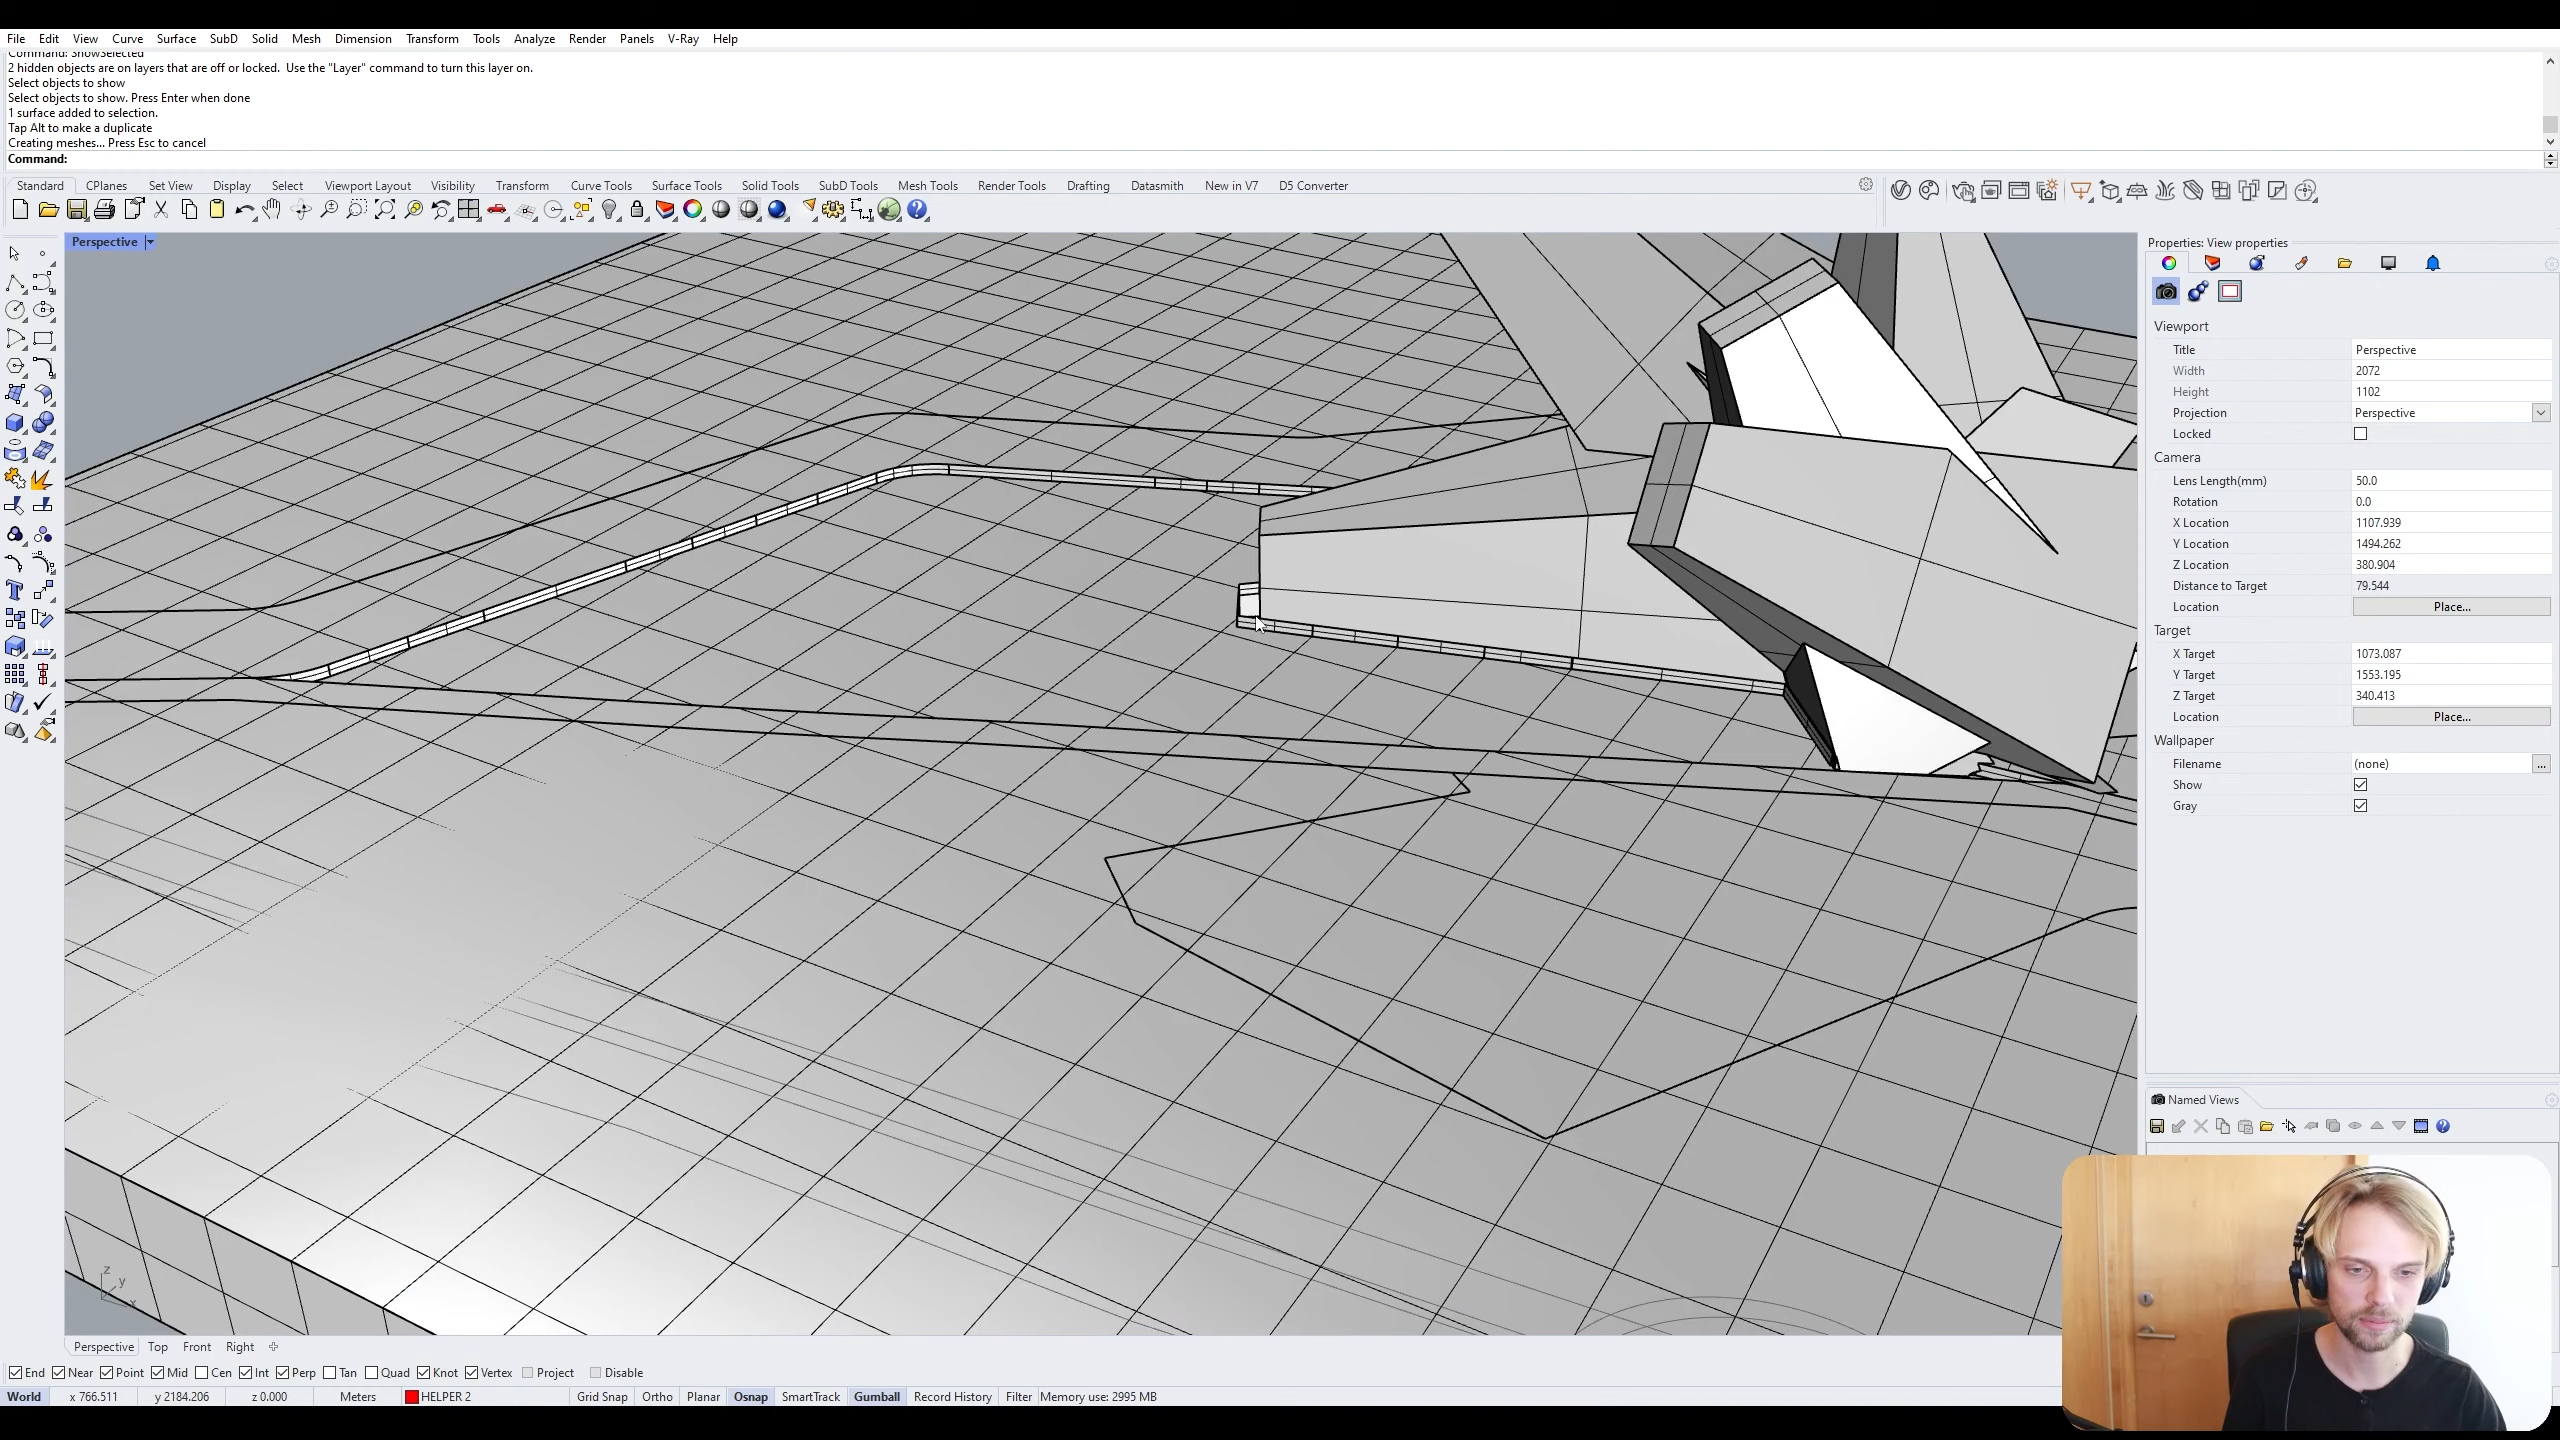 File Edit View Curve Surface SubD Solid Mesh Dimension Transform Tools Analyze Render Panels V-Ray Help
Command: ShowSelected
2 hidden objects are on layers that are off or locked.  Use the "Layer" command to turn this layer on.
Select objects to show
Select objects to show. Press Enter when done
1 surface added to selection.
Tap Alt to make a duplicate
Creating meshes... Press Esc to cancel
Command:
Standard CPlanes Set View Display Select Viewport Layout Visibility Transform Curve Tools Surface Tools Solid Tools SubD Tools Mesh Tools Render Tools Drafting Datasmith New in V7 D5 Converter
Perspective
Properties: View properties
Viewport
Title Perspective
Width 2072
Height 1102
Projection Perspective
Locked
Camera
Lens Length(mm) 50.0
Rotation 0.0
X Location 1107.939
Y Location 1494.262
Z Location 380.904
Distance to Target 79.544
Location Place...
Target
X Target 1073.087
Y Target 1553.195
Z Target 340.413
Location Place...
Wallpaper
Filename (none) ...
Show
Gray
Named Views
z
y
x
Perspective Top Front Right
End Near Point Mid Cen Int Perp Tan Quad Knot Vertex Project Disable
World x 766.511 y 2184.206 z 0.000 Meters HELPER 2 Grid Snap Ortho Planar Osnap SmartTrack Gumball Record History Filter Memory use: 2995 MB